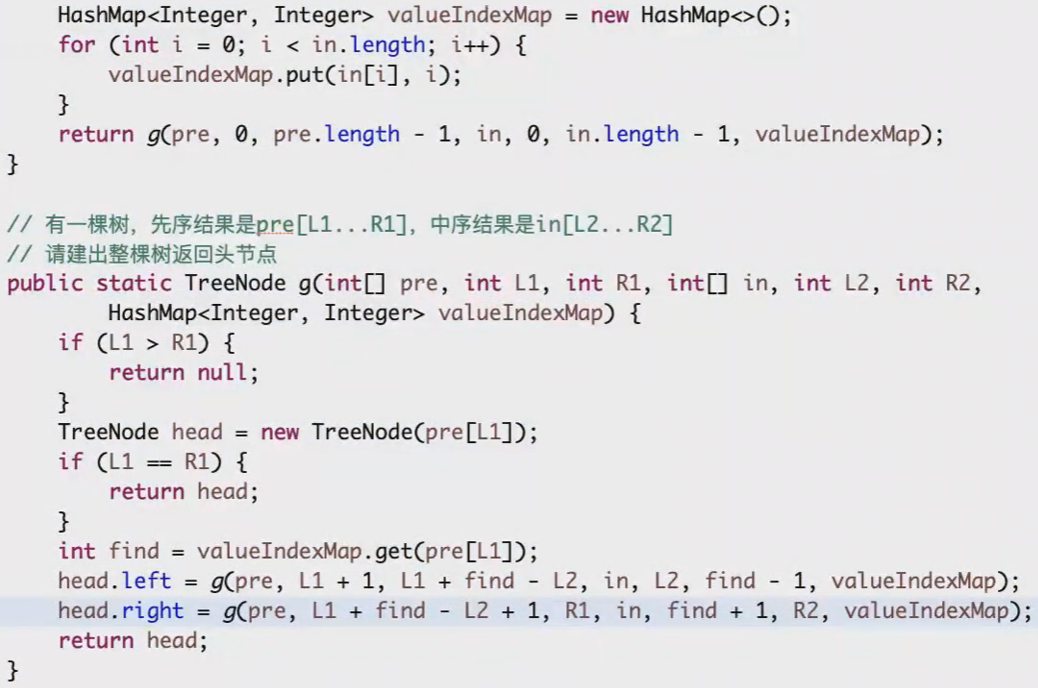 HashMap<Integer, Integer> valueIndexMap = new HashMap<>();
    for (int i = 0; i < in.length; i++) {
        valueIndexMap.put(in[i], i);
    }
    return g(pre, 0, pre.length - 1, in, 0, in.length - 1, valueIndexMap);
}

// 有一棵树，先序结果是pre[L1...R1]，中序结果是in[L2...R2]
// 请建出整棵树返回头节点
public static TreeNode g(int[] pre, int L1, int R1, int[] in, int L2, int R2,
        HashMap<Integer, Integer> valueIndexMap) {
    if (L1 > R1) {
        return null;
    }
    TreeNode head = new TreeNode(pre[L1]);
    if (L1 == R1) {
        return head;
    }
    int find = valueIndexMap.get(pre[L1]);
    head.left = g(pre, L1 + 1, L1 + find - L2, in, L2, find - 1, valueIndexMap);
    head.right = g(pre, L1 + find - L2 + 1, R1, in, find + 1, R2, valueIndexMap);
    return head;
}